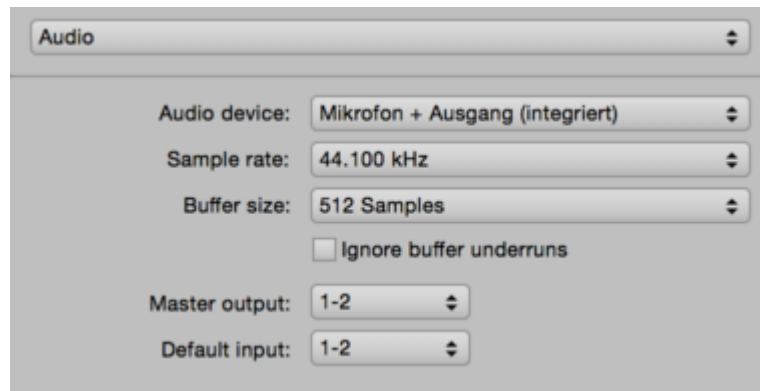 Audio
Audio device: Mikrofon + Ausgang (integriert)
Sample rate: 44.100 kHz
Buffer size: 512 Samples
Ignore buffer underruns
Master output: 1-2
Default input: 1-2